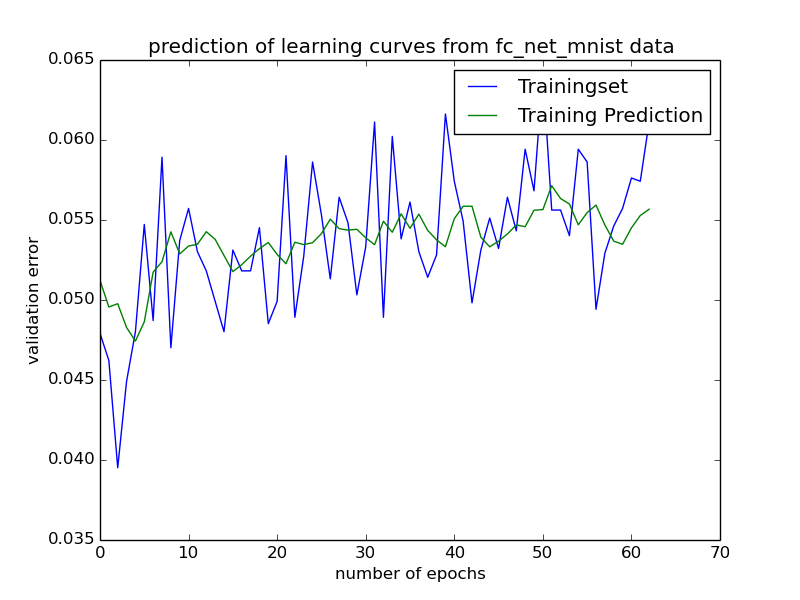 prediction of learning curves from fc_net_mnist data
Trainingset
Training Prediction
0.065
0.060
0.055
0.050
0.045
0.040
0.035
validation error
0 10 20 30 40 50 60 70
number of epochs